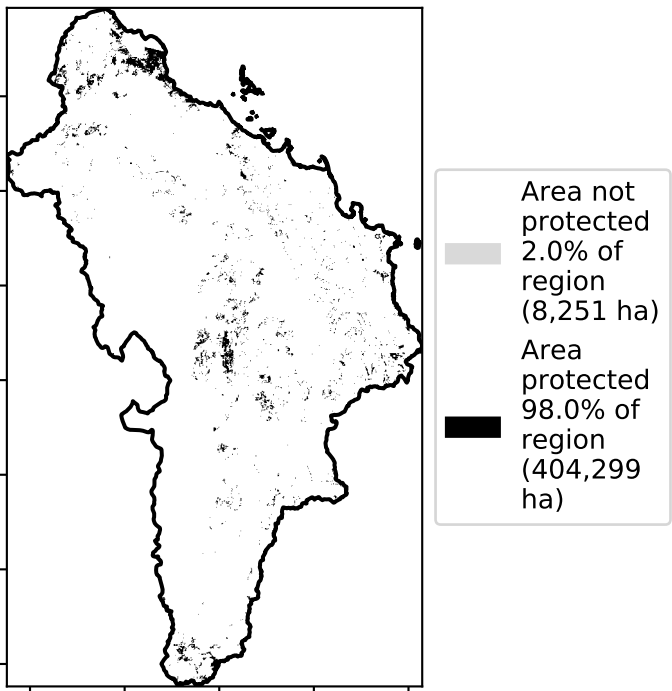 Area not
protected
2.0% of
region
(8,251 ha)
Area
protected
98.0% of
region
(404,299
ha)